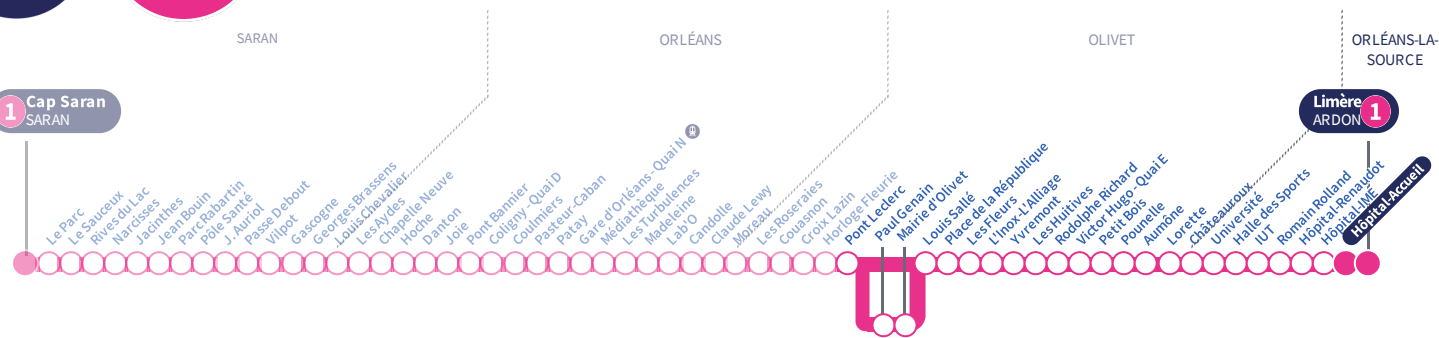 SARAN
ORLÉANS
OLIVET
ORLÉANS-LA-
SOURCE
1
Cap Saran
SARAN
Limère
ARDON
1
Le Parc
Le Sauceux
Rives du Lac
Narcisses
Jacinthes
Jean Bouin
Parc Rabartin
Pôle Santé
J. Auriol
Passe Debout
Vilpot
Gascogne
Georges Brassens
Louis Chevalier
Les Aydes
Chapelle Neuve
Hoche
Danton
Joie
Pont Bannier
Coligny - Quai D
Coulmiers
Pasteur-Caban
Patay
Gare d'Orléans - Quai N
Médiathèque
Les Turbulences
Madeleine
Lab'O
Candolle
Claude Lewy
Moreau
Les Roseraies
Couasnon
Croix Lazin
Horloge Fleurie
Pont Leclerc
Paul Genain
Mairie d'Olivet
Louis Sallé
Place de la République
Les Fleurs
L'Inox - L'Alliage
Yvremont
Les Huitives
Rodolphe Richard
Victor Hugo - Quai E
Petit Bois
Pounelle
Aumône
Lorette
Châteauroux
Université
Halle des Sports
IUT
Romain Rolland
Hôpital-Renaudot
Hôpital-LIMÈ
Hôpital-Accueil